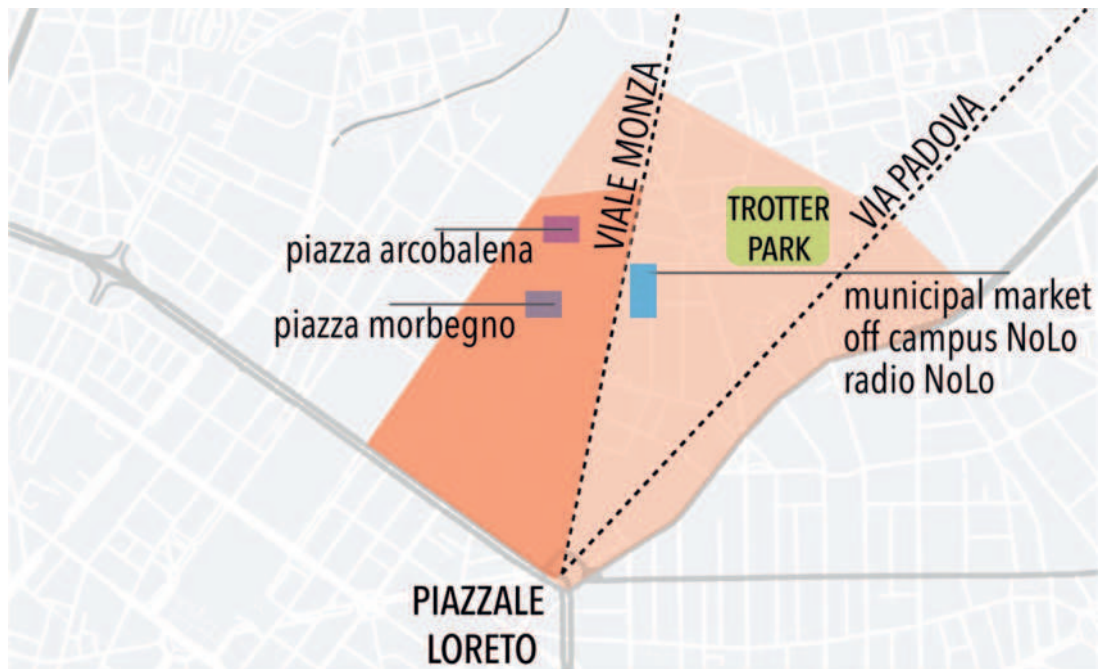 VIALE MONZA
VIA PADOVA
TROTTER
PARK
piazza arcobalena
piazza morbegno
municipal market
off campus NoLo
radio NoLo
PIAZZALE
LORETO